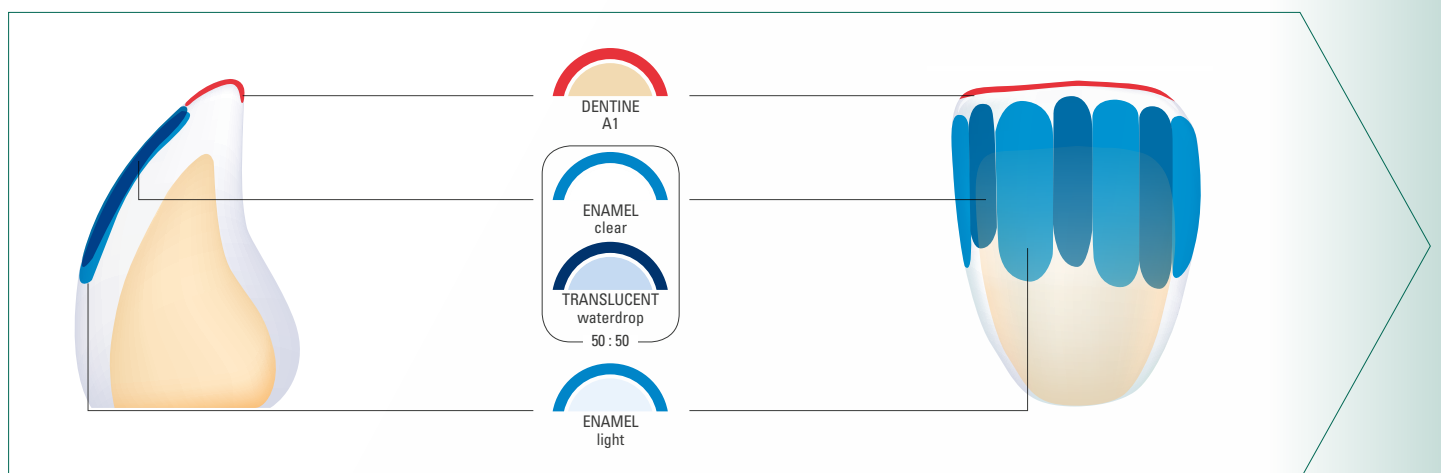 DENTINE
A1
ENAMEL
clear
TRANSLUCENT
waterdrop
50 : 50
ENAMEL
light